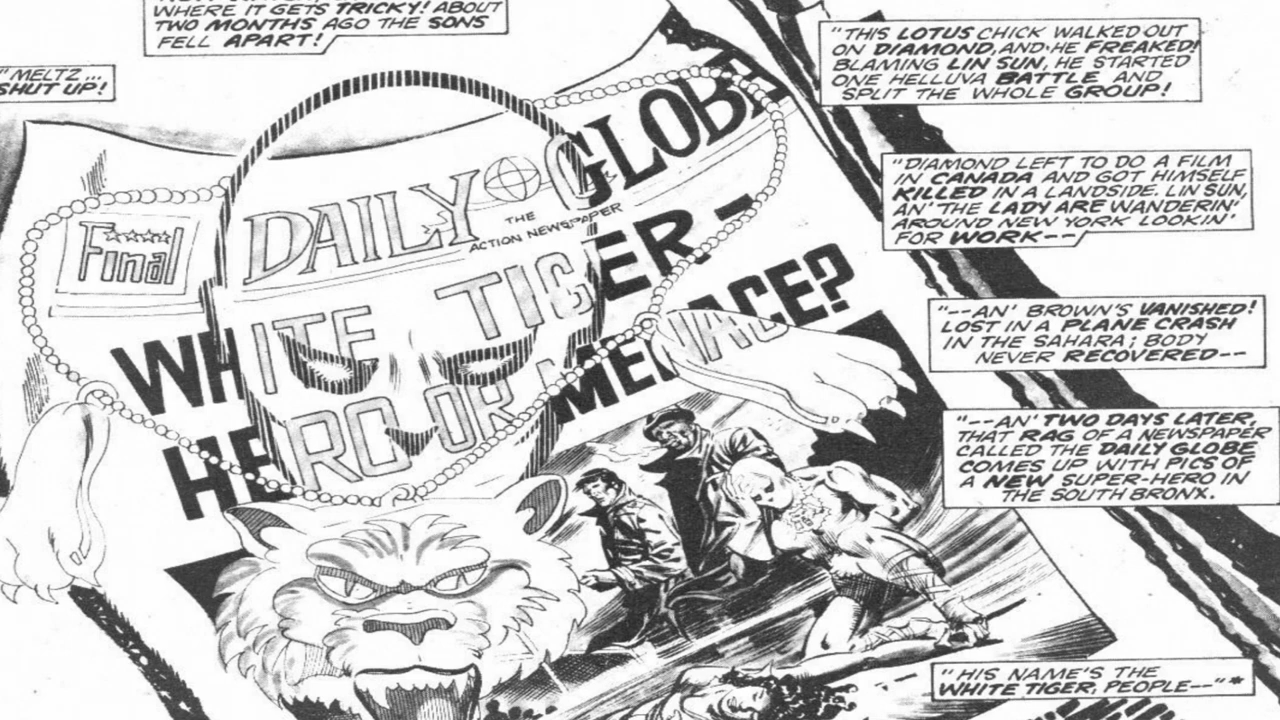 WHERE IT GETS TRICKY! ABOUT
TWO MONTHS AGO THE SONS
FELL APART!
"MELTZ...
SHUT UP!
"THIS LOTUS CHICK WALKED OUT
ON DIAMOND, AND HE FREAKED!
BLAMING LIN SUN, HE STARTED
ONE HELLUVA BATTLE AND
SPLIT THE WHOLE GROUP!
"DIAMOND LEFT TO DO A FILM
IN CANADA AND GOT HIMSELF
KILLED IN A LANDSIDE. LIN SUN,
AN' THE LADY ARE WANDERIN'
AROUND NEW YORK LOOKIN'
FOR WORK--
"--AN' BROWN'S VANISHED!
LOST IN A PLANE CRASH
IN THE SAHARA; BODY
NEVER RECOVERED--
"--AN' TWO DAYS LATER,
THAT RAG OF A NEWSPAPER
CALLED THE DAILY GLOBE
COMES UP WITH PICS OF
A NEW SUPER-HERO IN
THE SOUTH BRONX.
"HIS NAME'S THE
WHITE TIGER, PEOPLE--"*
Final
DAILY GLOBE
THE
ACTION NEWSPAPER
WHITE TIGER-
HERO OR MENACE?